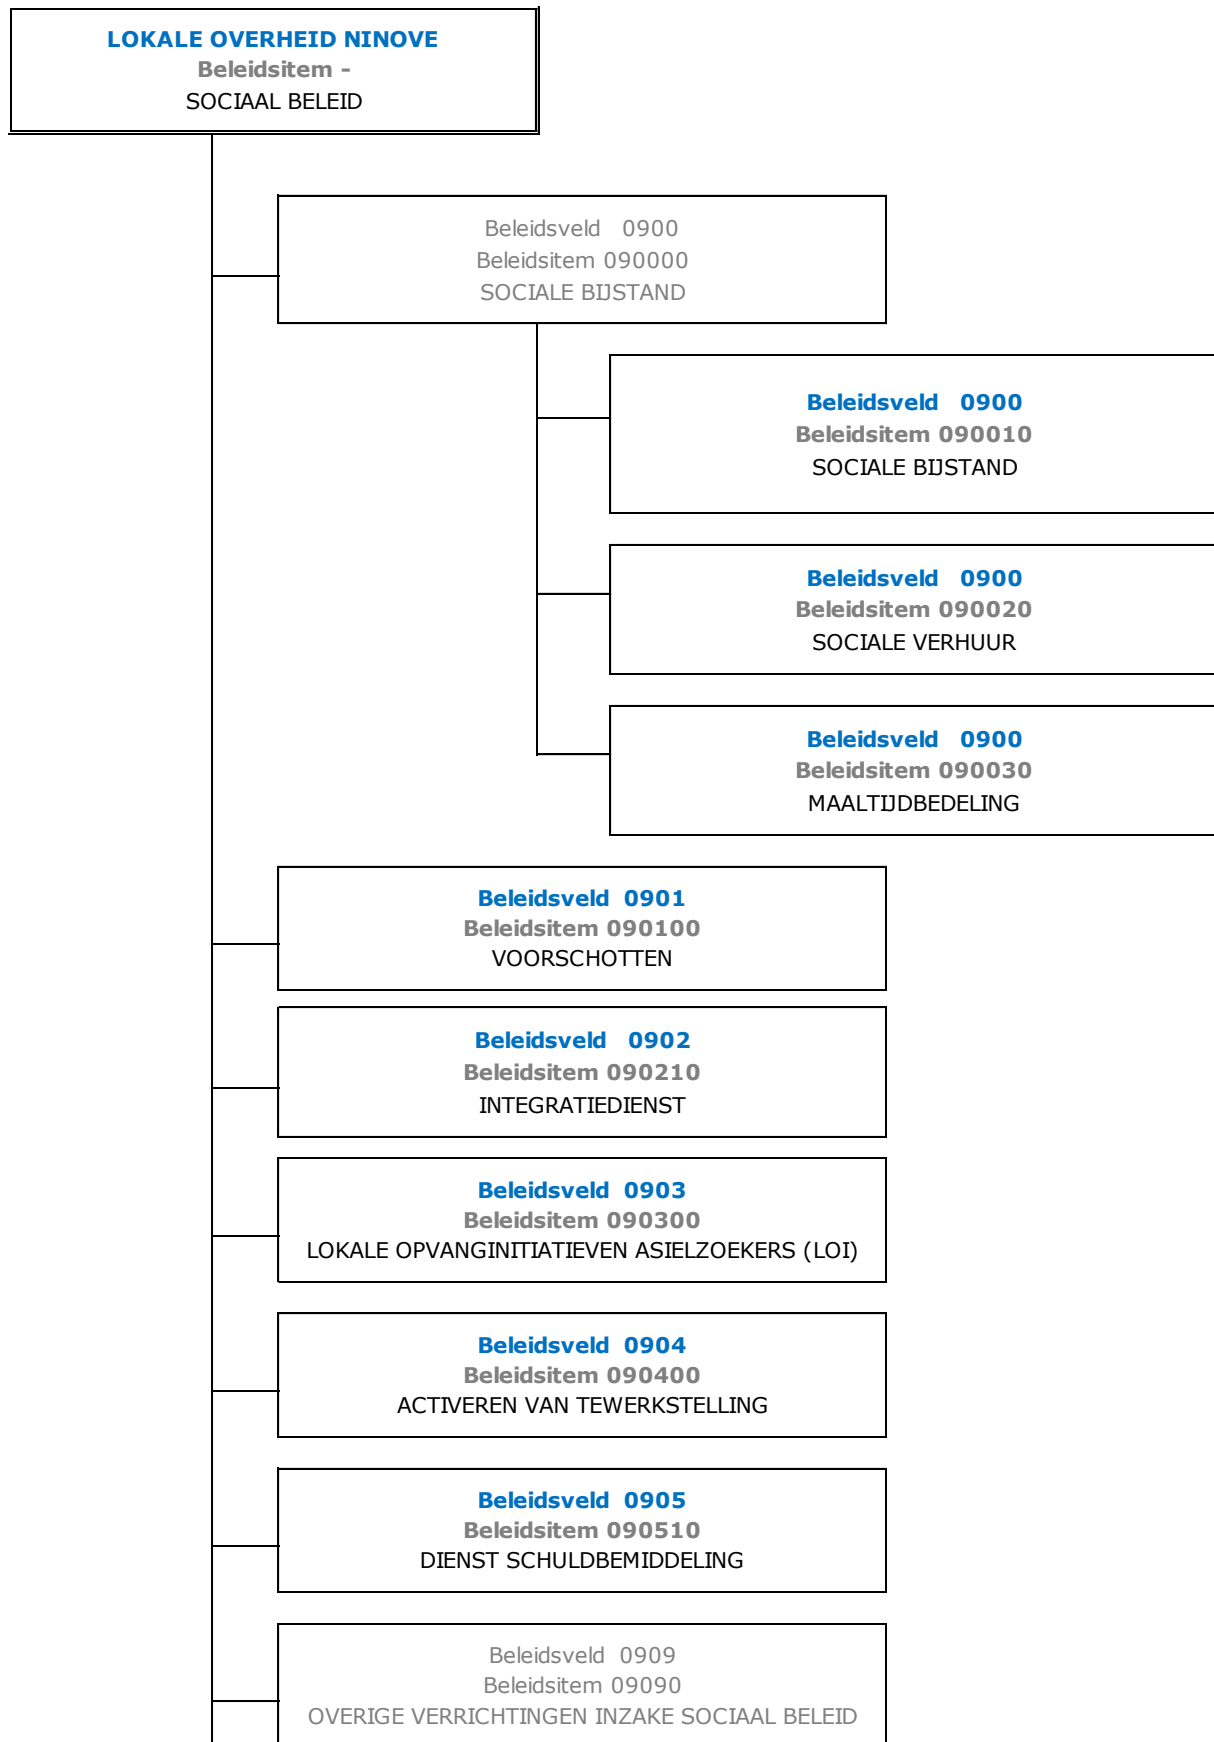 LOKALE OVERHEID NINOVE
Beleidsitem -
SOCIAAL BELEID
Beleidsveld 0900
Beleidsitem 090000
SOCIALE BIJSTAND
Beleidsveld 0900
Beleidsitem 090010
SOCIALE BIJSTAND
Beleidsveld 0900
Beleidsitem 090020
SOCIALE VERHUUR
Beleidsveld 0900
Beleidsitem 090030
MAALTIJDBEDELING
Beleidsveld 0901
Beleidsitem 090100
VOORSCHOTTEN
Beleidsveld 0902
Beleidsitem 090210
INTEGRATIEDIENST
Beleidsveld 0903
Beleidsitem 090300
LOKALE OPVANGINITIATIEVEN ASIELZOEKERS (LOI)
Beleidsveld 0904
Beleidsitem 090400
ACTIVEREN VAN TEWERKSTELLING
Beleidsveld 0905
Beleidsitem 090510
DIENST SCHULDBEMIDDELING
Beleidsveld 0909
Beleidsitem 09090
OVERIGE VERRICHTINGEN INZAKE SOCIAAL BELEID